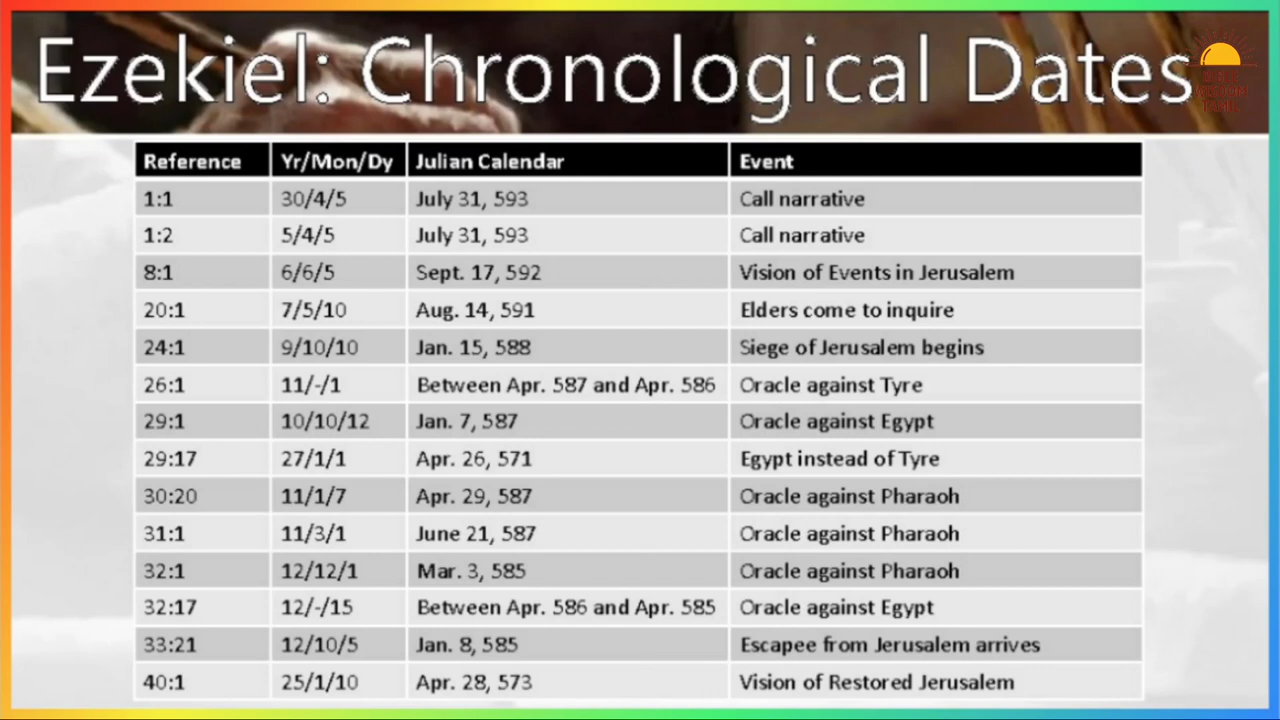 Ezekiel: Chronological Dates
Reference Yr/Mon/Dy Julian Calendar Event
1:1 30/4/5 July 31, 593 Call narrative
1:2 5/4/5 July 31, 593 Call narrative
8:1 6/6/5 Sept. 17, 592 Vision of Events in Jerusalem
20:1 7/5/10 Aug. 14, 591 Elders come to inquire
24:1 9/10/10 Jan. 15, 588 Siege of Jerusalem begins
26:1 11/-/1 Between Apr. 587 and Apr. 586 Oracle against Tyre
29:1 10/10/12 Jan. 7, 587 Oracle against Egypt
29:17 27/1/1 Apr. 26, 571 Egypt instead of Tyre
30:20 11/1/7 Apr. 29, 587 Oracle against Pharaoh
31:1 11/3/1 June 21, 587 Oracle against Pharaoh
32:1 12/12/1 Mar. 3, 585 Oracle against Pharaoh
32:17 12/-/15 Between Apr. 586 and Apr. 585 Oracle against Egypt
33:21 12/10/5 Jan. 8, 585 Escapee from Jerusalem arrives
40:1 25/1/10 Apr. 28, 573 Vision of Restored Jerusalem